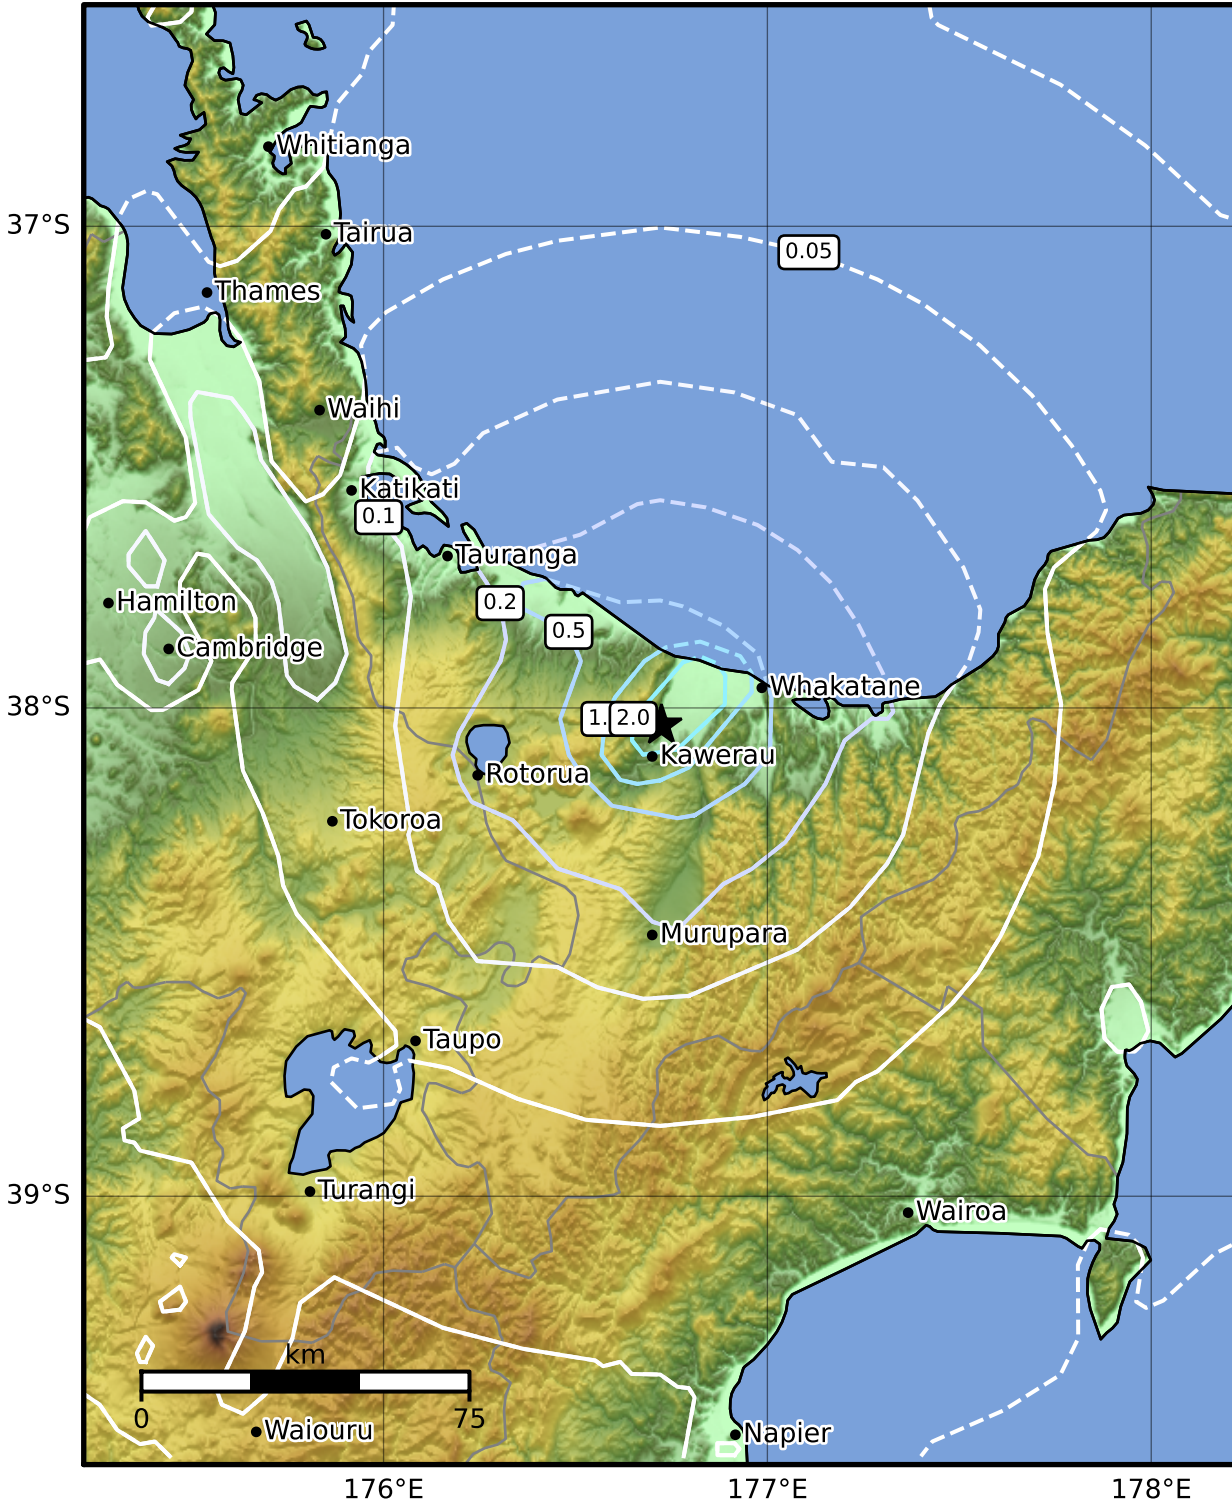 Whitianga
37°S
Tairua
0.05
Thames
Waihi
Katikati
0.1
Tauranga
Hamilton
0.2
0.5
Cambridge
Whakatane
38°S
1.
2.0
Kawerau
Rotorua
Tokoroa
Murupara
Taupo
Turangi
39°S
Wairoa
km
0
75
Waiouru
Napier
176°E
177°E
178°E